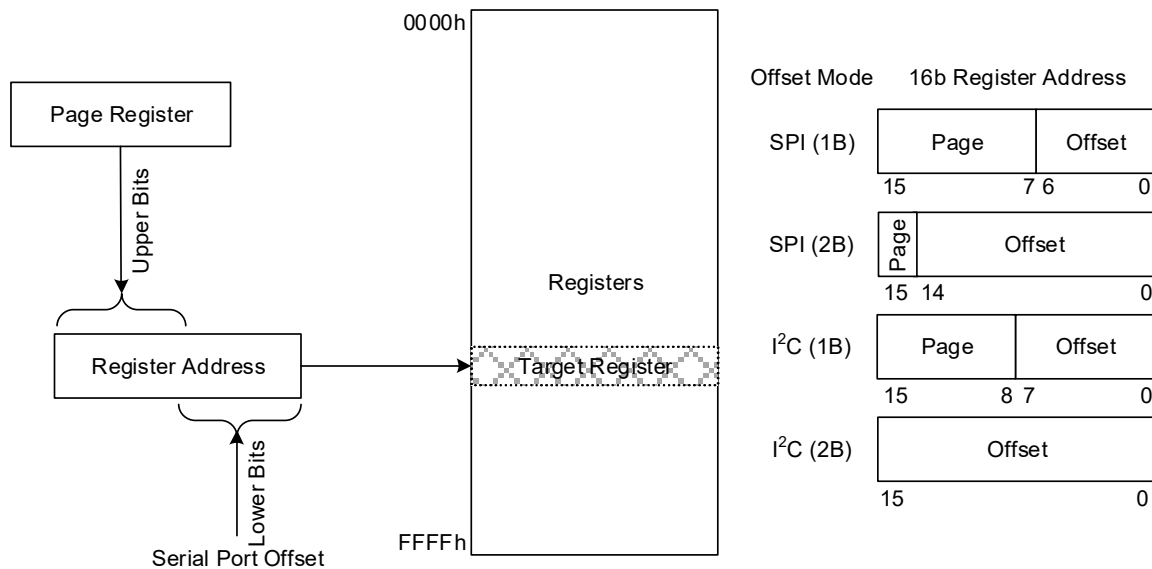 0000h
Page Register
Upper Bits
Register Address
Lower Bits
Serial Port Offset
Registers
Target Register
FFFFh
Offset Mode 16b Register Address
SPI (1B) Page Offset
15 7 6 0
SPI (2B) Page Offset
15 14 0
I²C (1B) Page Offset
15 8 7 0
I²C (2B) Offset
15 0